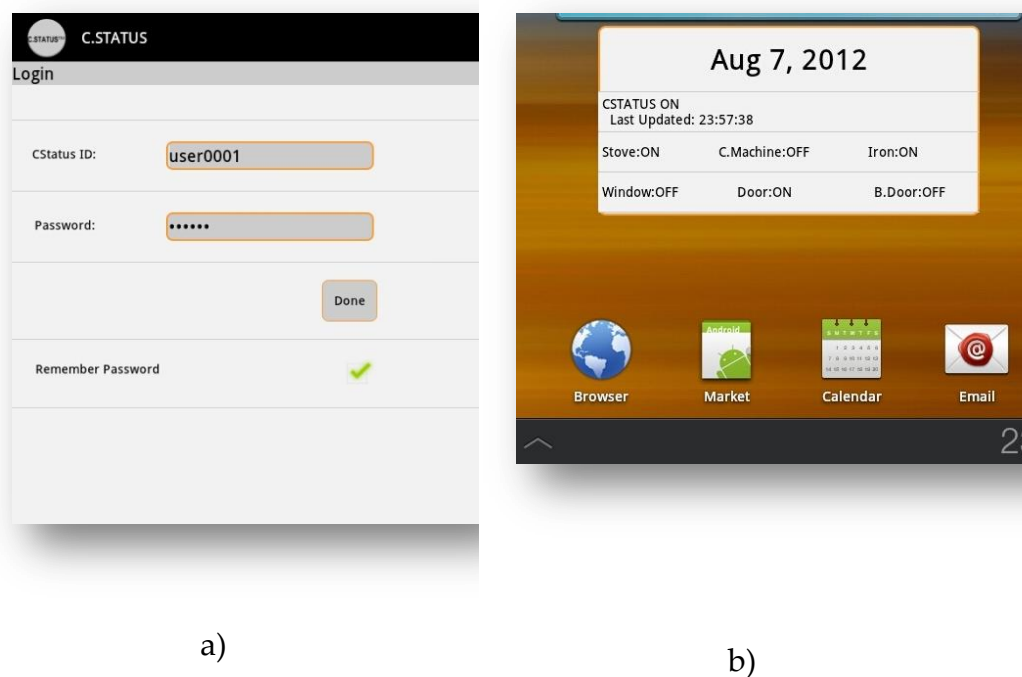 C.STATUS
Login
CStatus ID: user0001
Password: ••••••
Done
Remember Password
a)
Aug 7, 2012
CSTATUS ON
Last Updated: 23:57:38
Stove:ON C.Machine:OFF Iron:ON
Window:OFF Door:ON B.Door:OFF
Android
Browser Market Calendar Email
b)